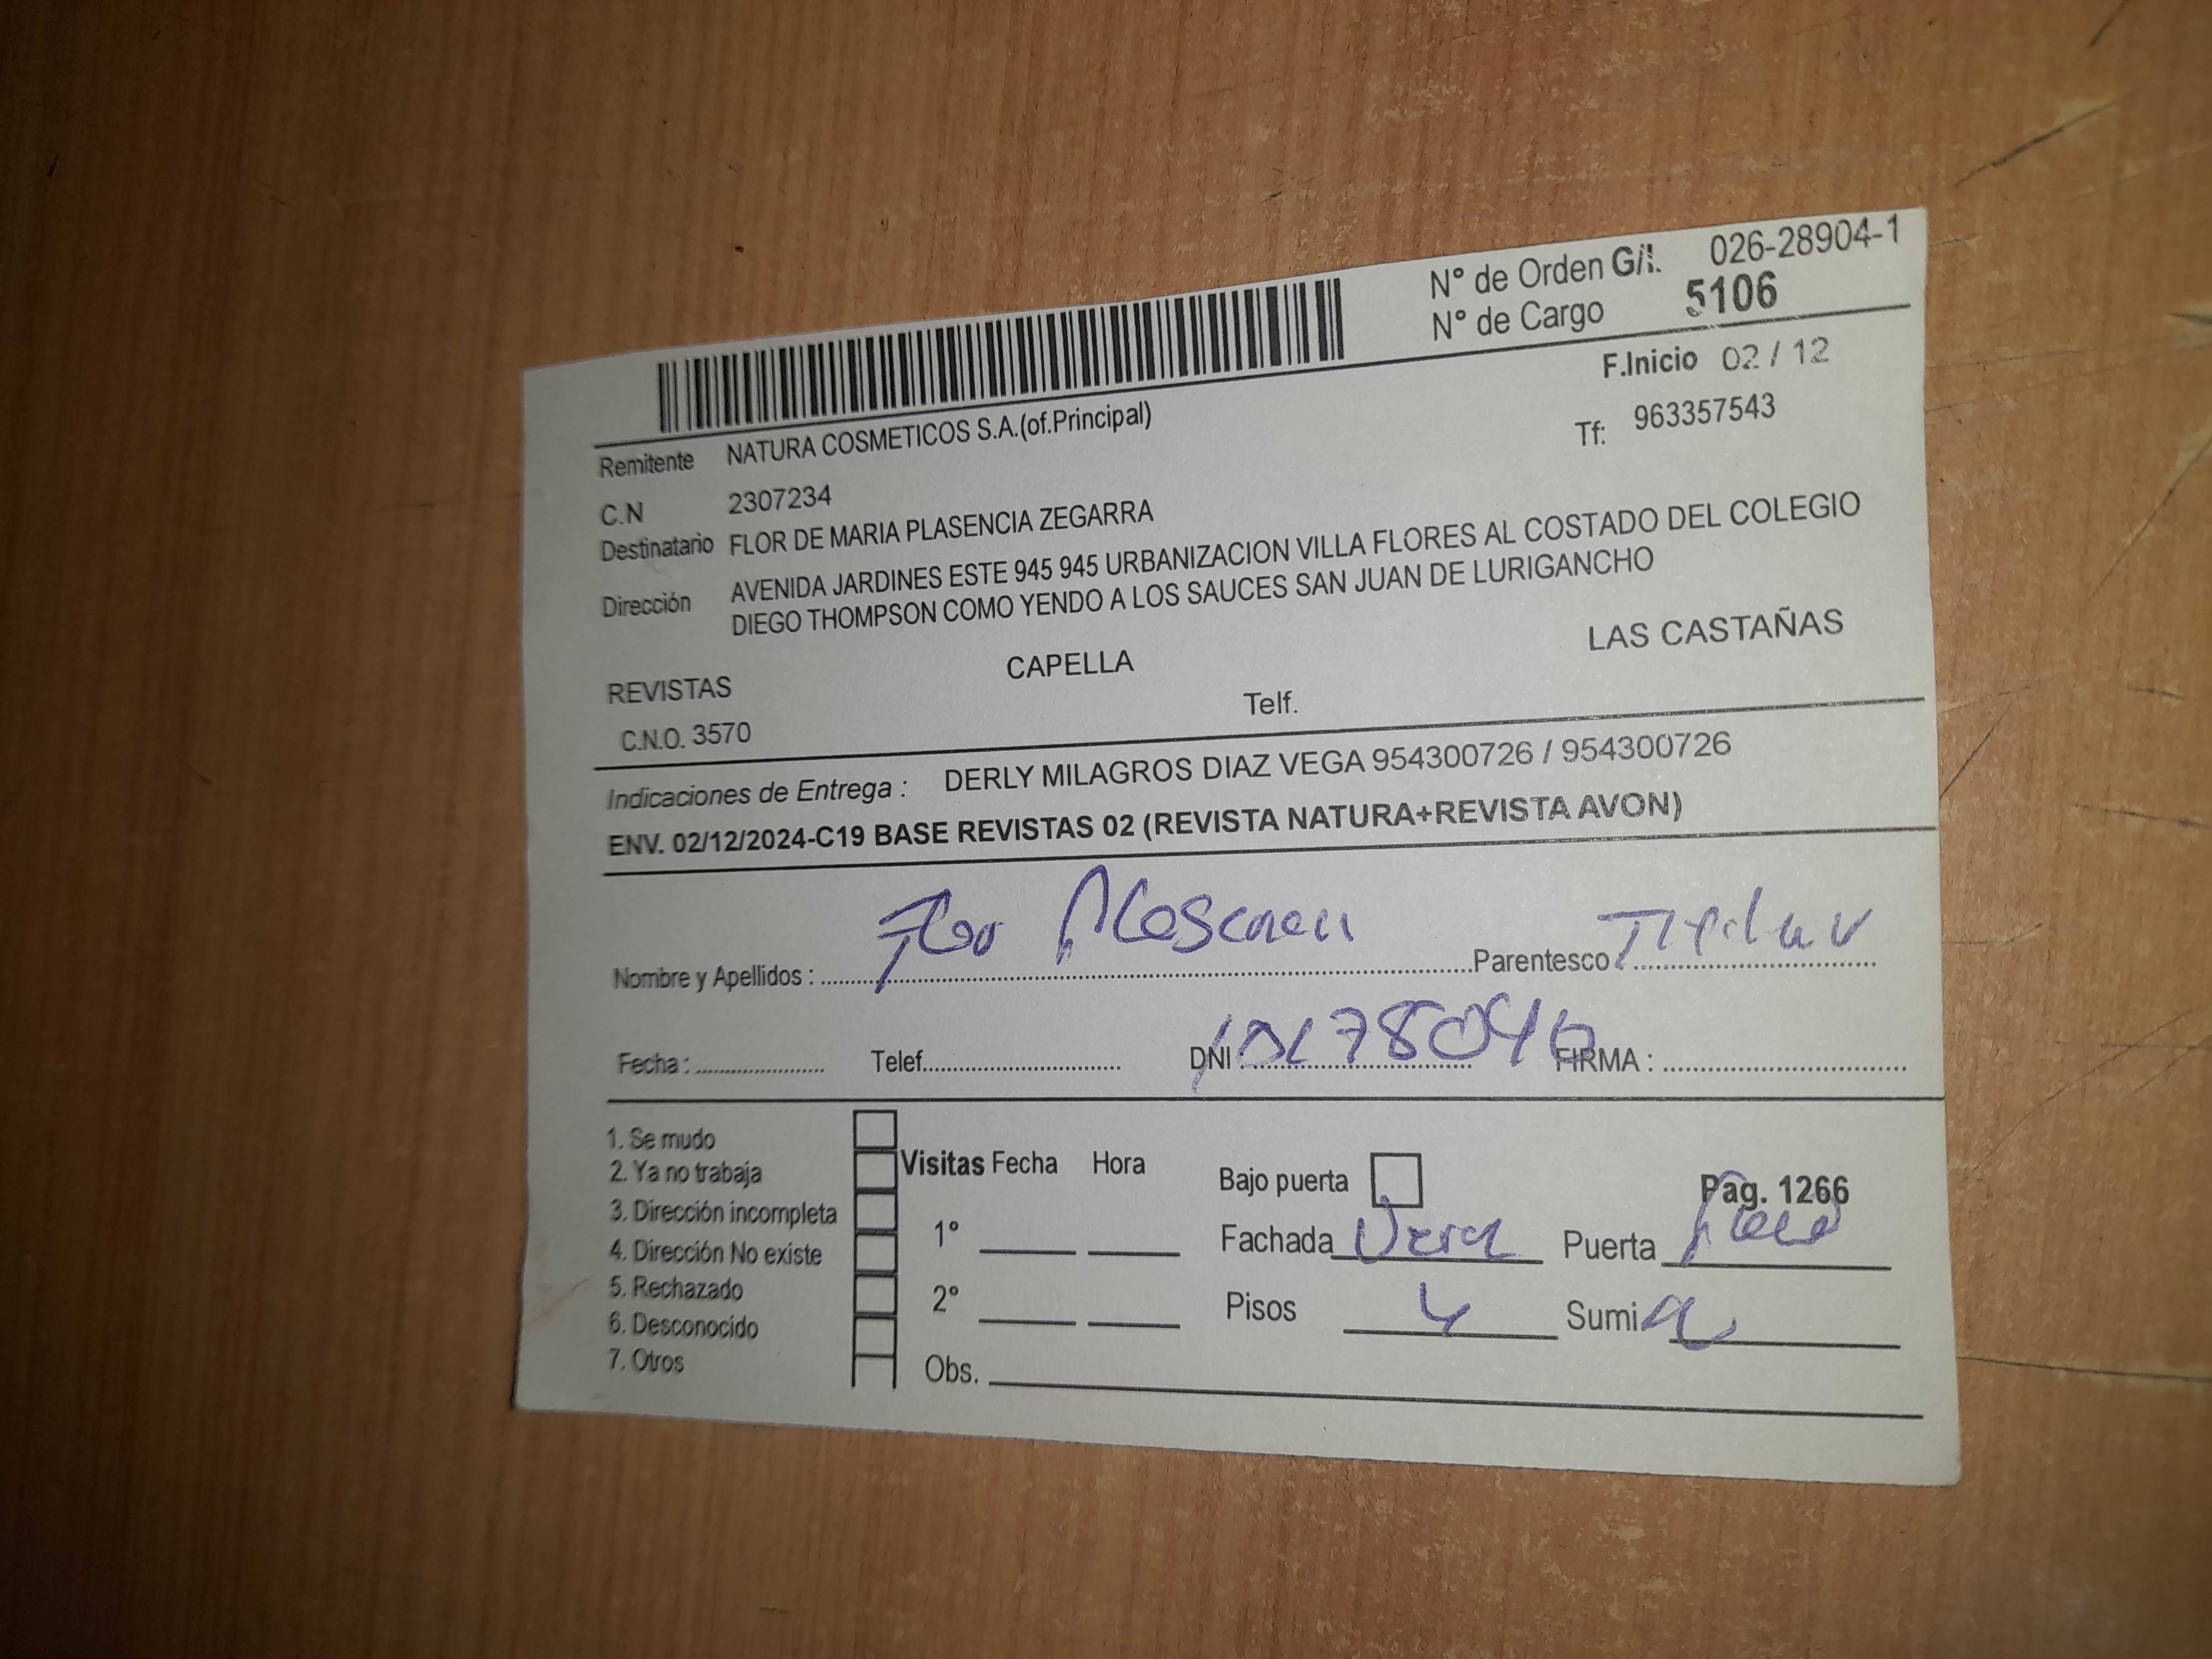 N° de Orden G/I. 026-28904-1
N° de Cargo 5106
F.Inicio 02 / 12
Remitente NATURA COSMETICOS S.A.(of.Principal)
Tf: 963357543
C.N 2307234
Destinatario FLOR DE MARIA PLASENCIA ZEGARRA
Dirección AVENIDA JARDINES ESTE 945 945 URBANIZACION VILLA FLORES AL COSTADO DEL COLEGIO
DIEGO THOMPSON COMO YENDO A LOS SAUCES SAN JUAN DE LURIGANCHO
REVISTAS CAPELLA LAS CASTAÑAS
C.N.O. 3570 Telf.
Indicaciones de Entrega : DERLY MILAGROS DIAZ VEGA 954300726 / 954300726
ENV. 02/12/2024-C19 BASE REVISTAS 02 (REVISTA NATURA+REVISTA AVON)
Nombre y Apellidos : Flor Parentesco Titular
Fecha : Telef. DNI : FIRMA :
1. Se mudo
2. Ya no trabaja
3. Dirección incompleta
4. Dirección No existe
5. Rechazado
6. Desconocido
7. Otros
Visitas Fecha Hora
1°
2°
Obs.
Bajo puerta Pag. 1266
Fachada Puerta
Pisos 4 Sumi